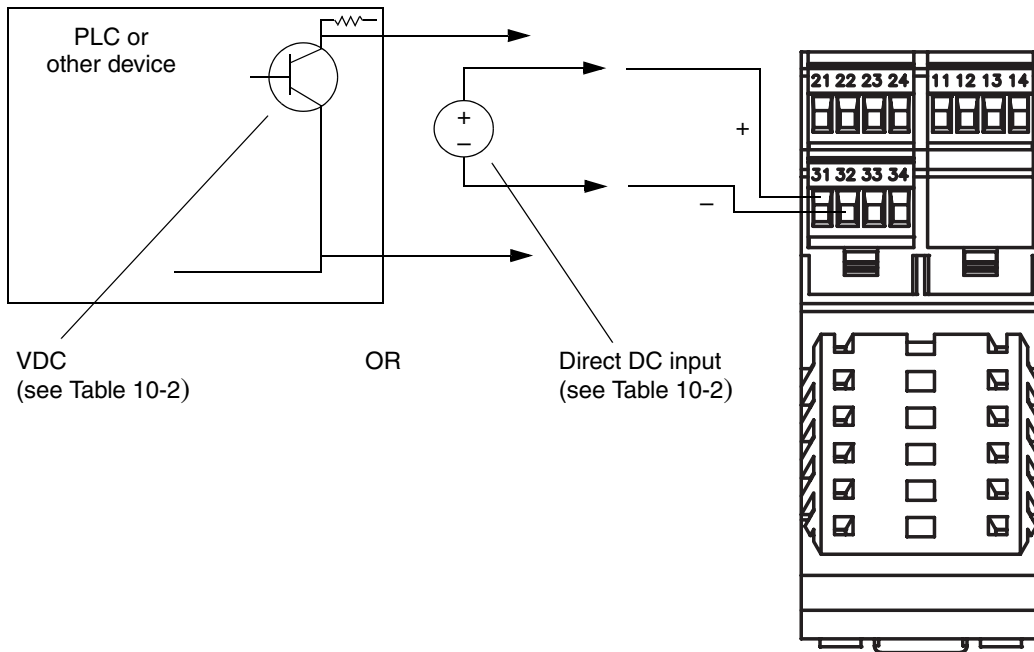 PLC or
other device
+
–
+
–
21 22 23 24
11 12 13 14
31 32 33 34
VDC
(see Table 10-2)
OR
Direct DC input
(see Table 10-2)